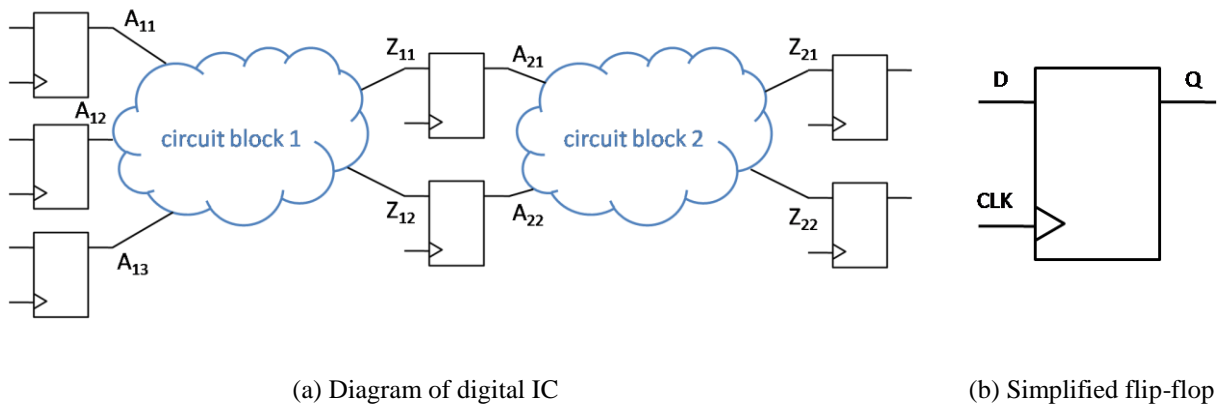 A11
A12
circuit block 1
A13
Z11
Z12
A21
A22
circuit block 2
Z21
Z22
D
Q
CLK
(a) Diagram of digital IC
(b) Simplified flip-flop